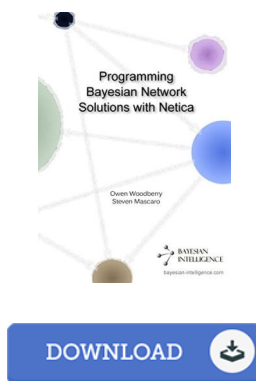 Programming
Bayesian Network
Solutions with Netica
Owen Woodberry
Steven Mascaro
BAYESIAN
INTELLIGENCE
bayesian-intelligence.com
DOWNLOAD